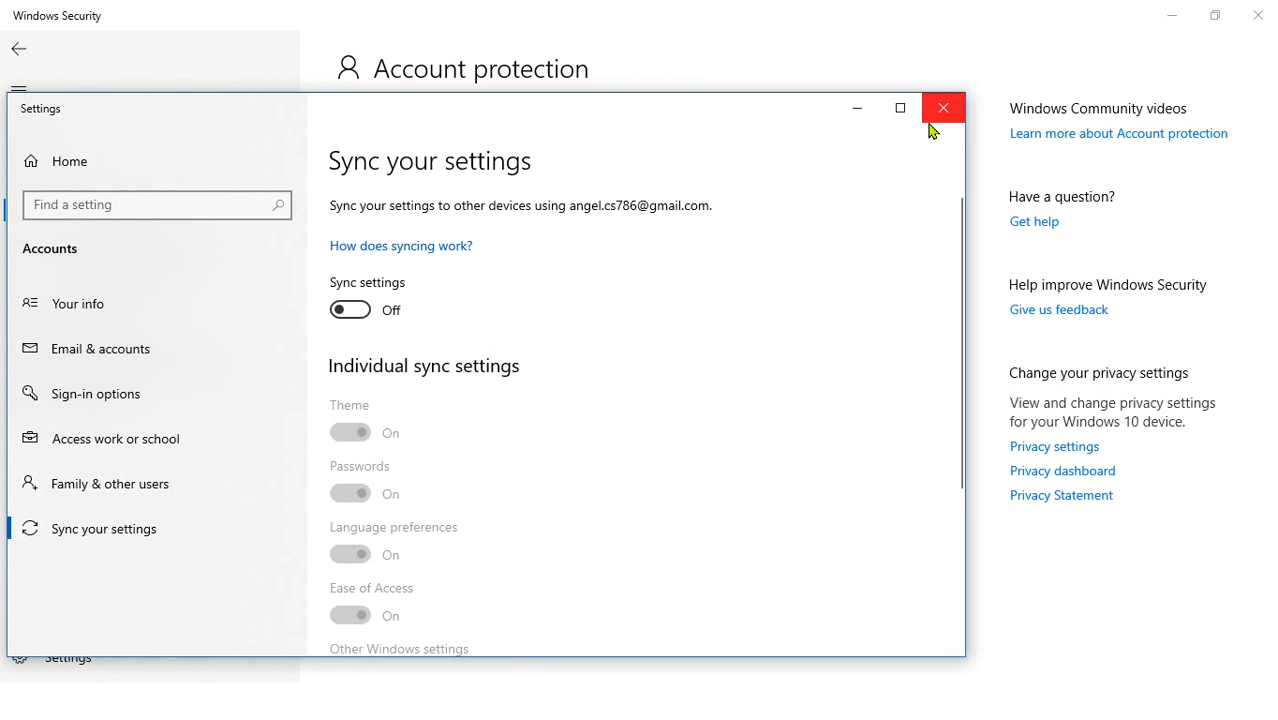 Windows Security
Account protection
Settings
Home
Find a setting
Accounts
Your info
Email & accounts
Sign-in options
Access work or school
Family & other users
Sync your settings
Sync your settings
Sync your settings to other devices using angel.cs786@gmail.com.
How does syncing work?
Sync settings
Off
Individual sync settings
Theme
On
Passwords
On
Language preferences
On
Ease of Access
On
Other Windows settings
Settings
Windows Community videos
Learn more about Account protection
Have a question?
Get help
Help improve Windows Security
Give us feedback
Change your privacy settings
View and change privacy settings
for your Windows 10 device.
Privacy settings
Privacy dashboard
Privacy Statement